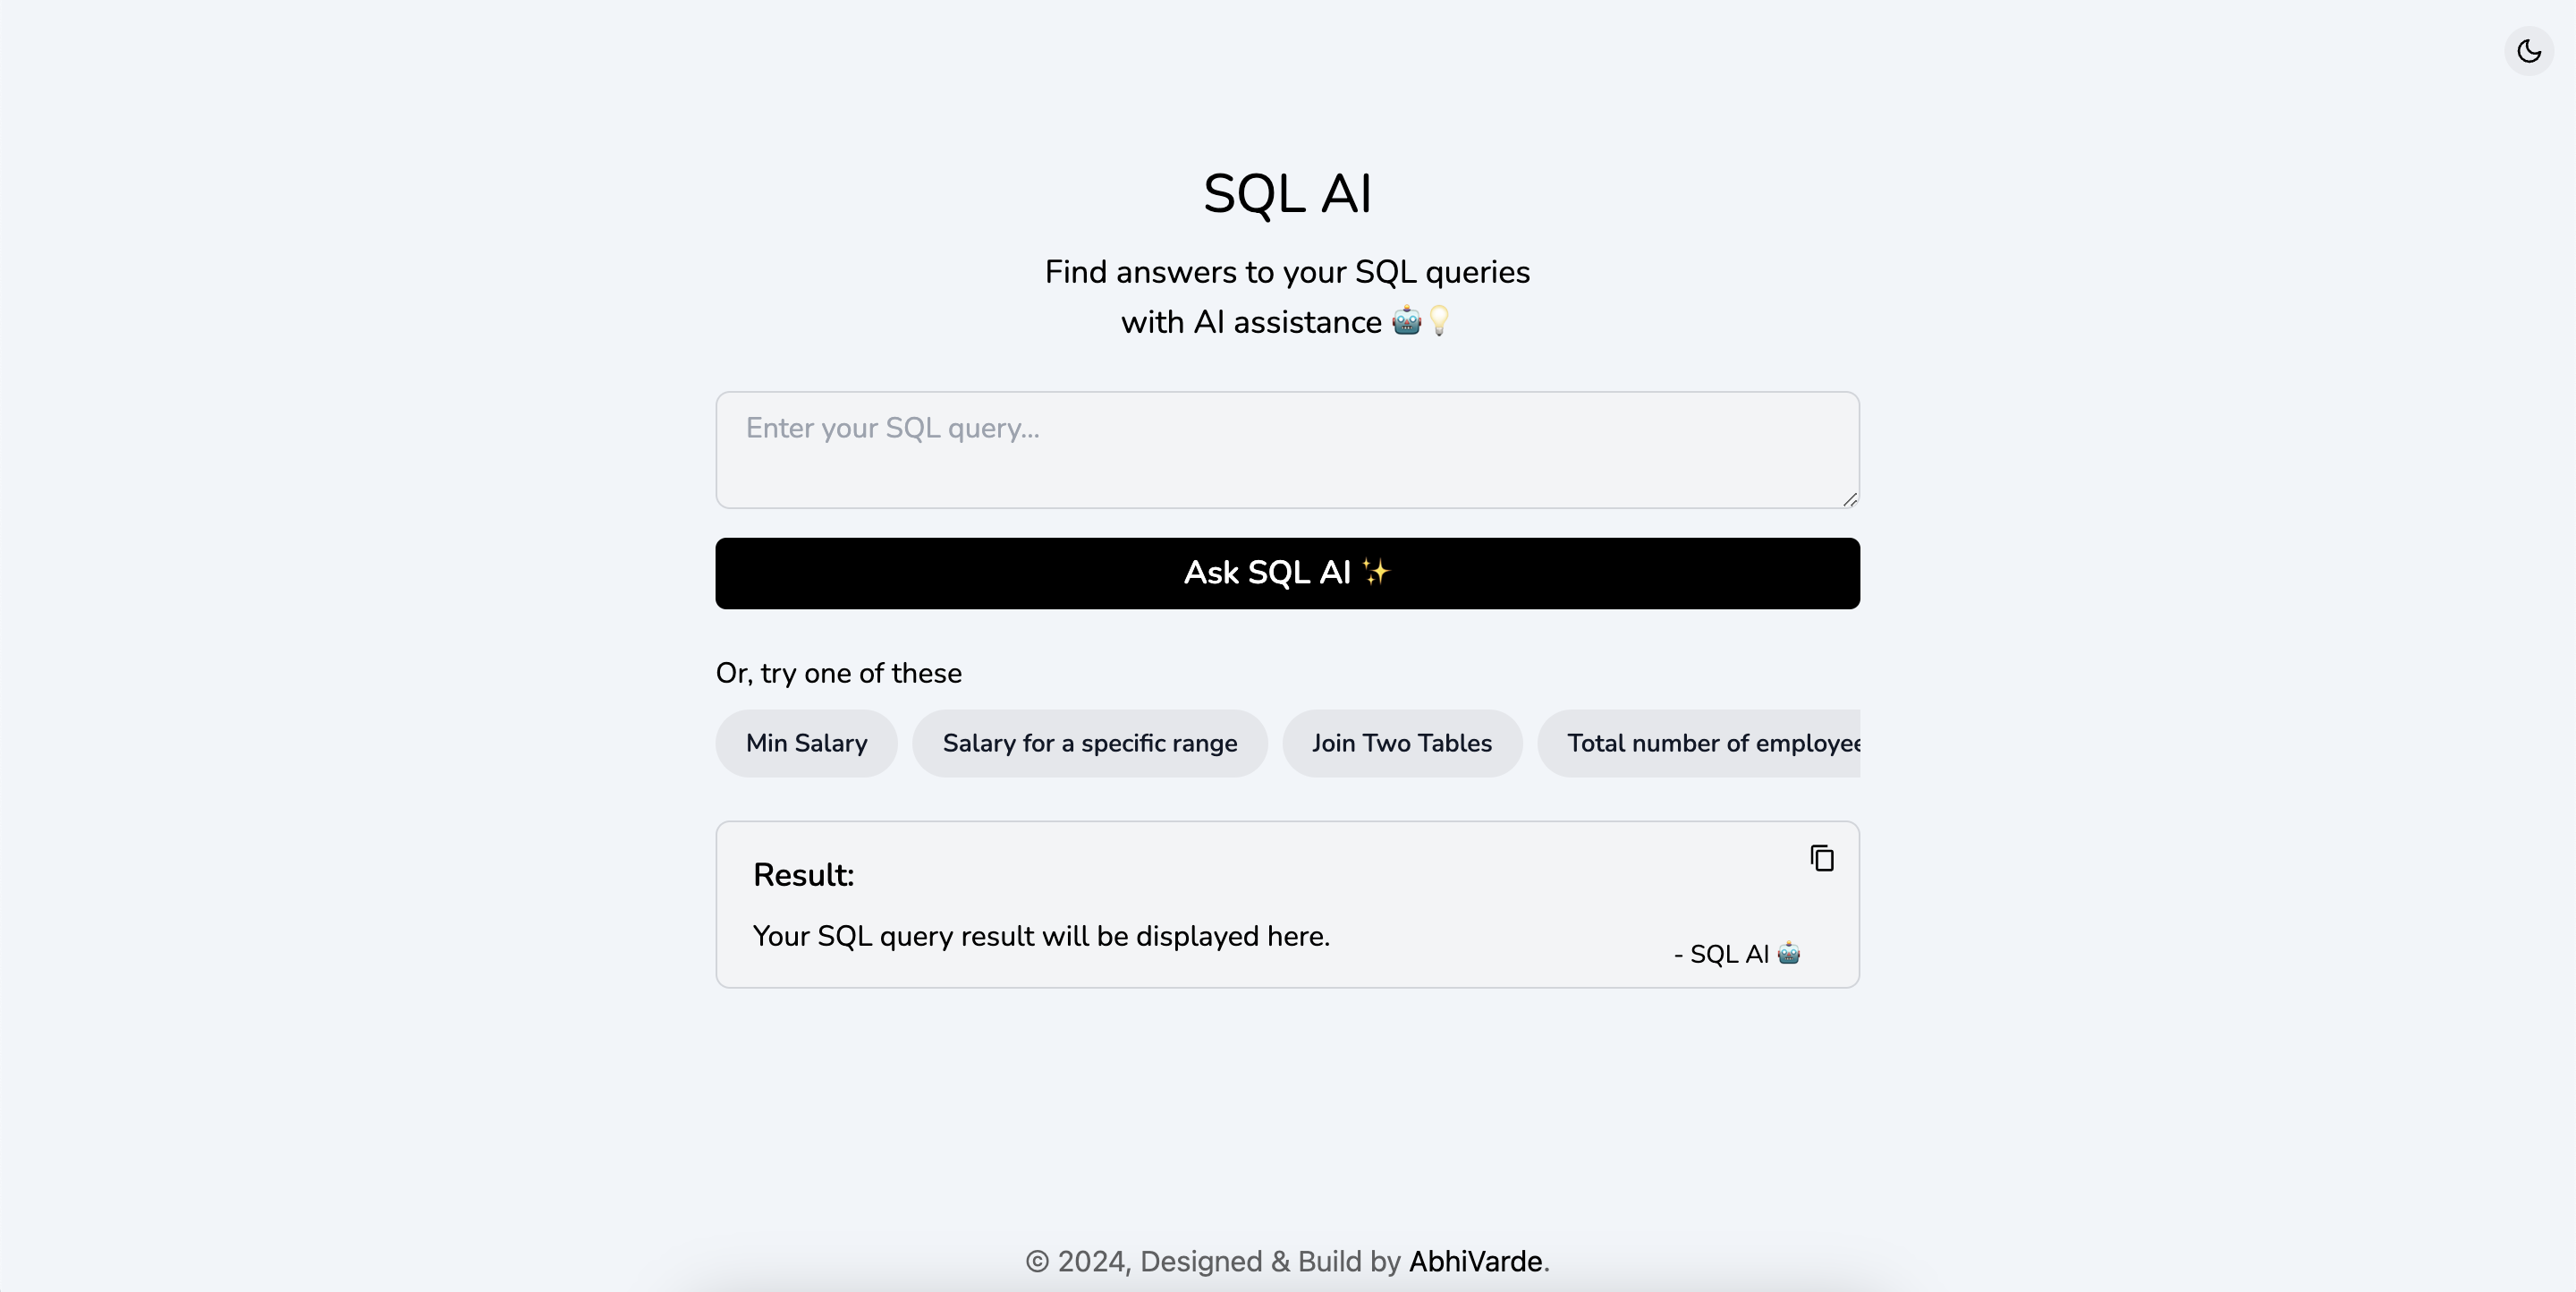 SQL AI
Find answers to your SQL queries
with AI assistance 🤖💡
Enter your SQL query...
Ask SQL AI ✨
Or, try one of these
Min Salary
Salary for a specific range
Join Two Tables
Total number of employee
Result:
Your SQL query result will be displayed here.
- SQL AI 🤖
© 2024, Designed & Build by AbhiVarde.